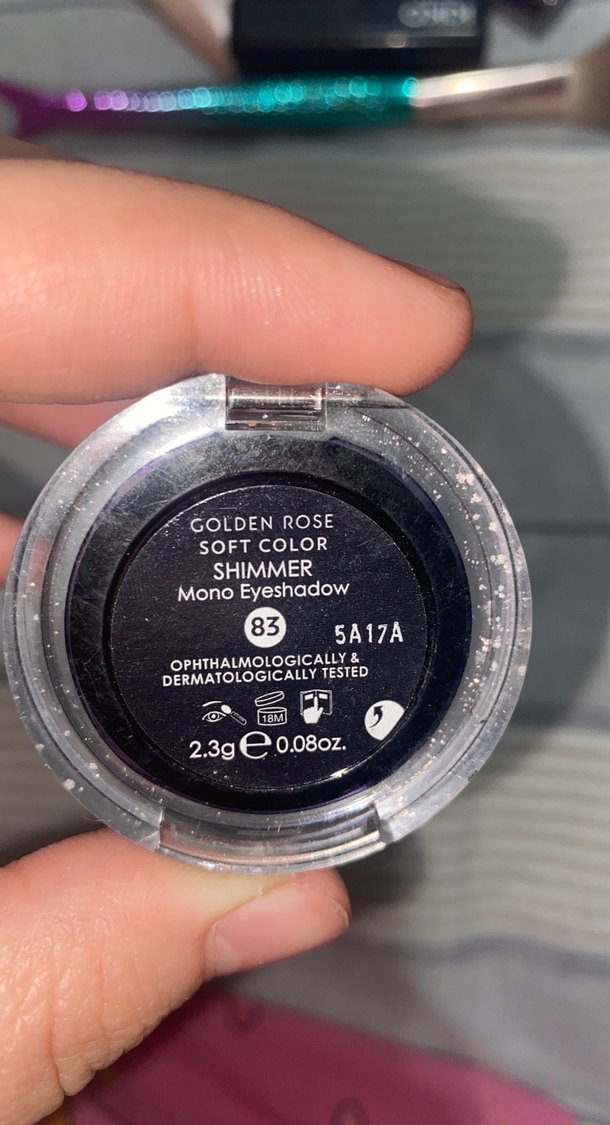 GOLDEN ROSE
SOFT COLOR
SHIMMER
Mono Eyeshadow
83
5A17A
OPHTHALMOLOGICALLY &
DERMATOLOGICALLY TESTED
18M
2.3g ℮ 0.08oz.